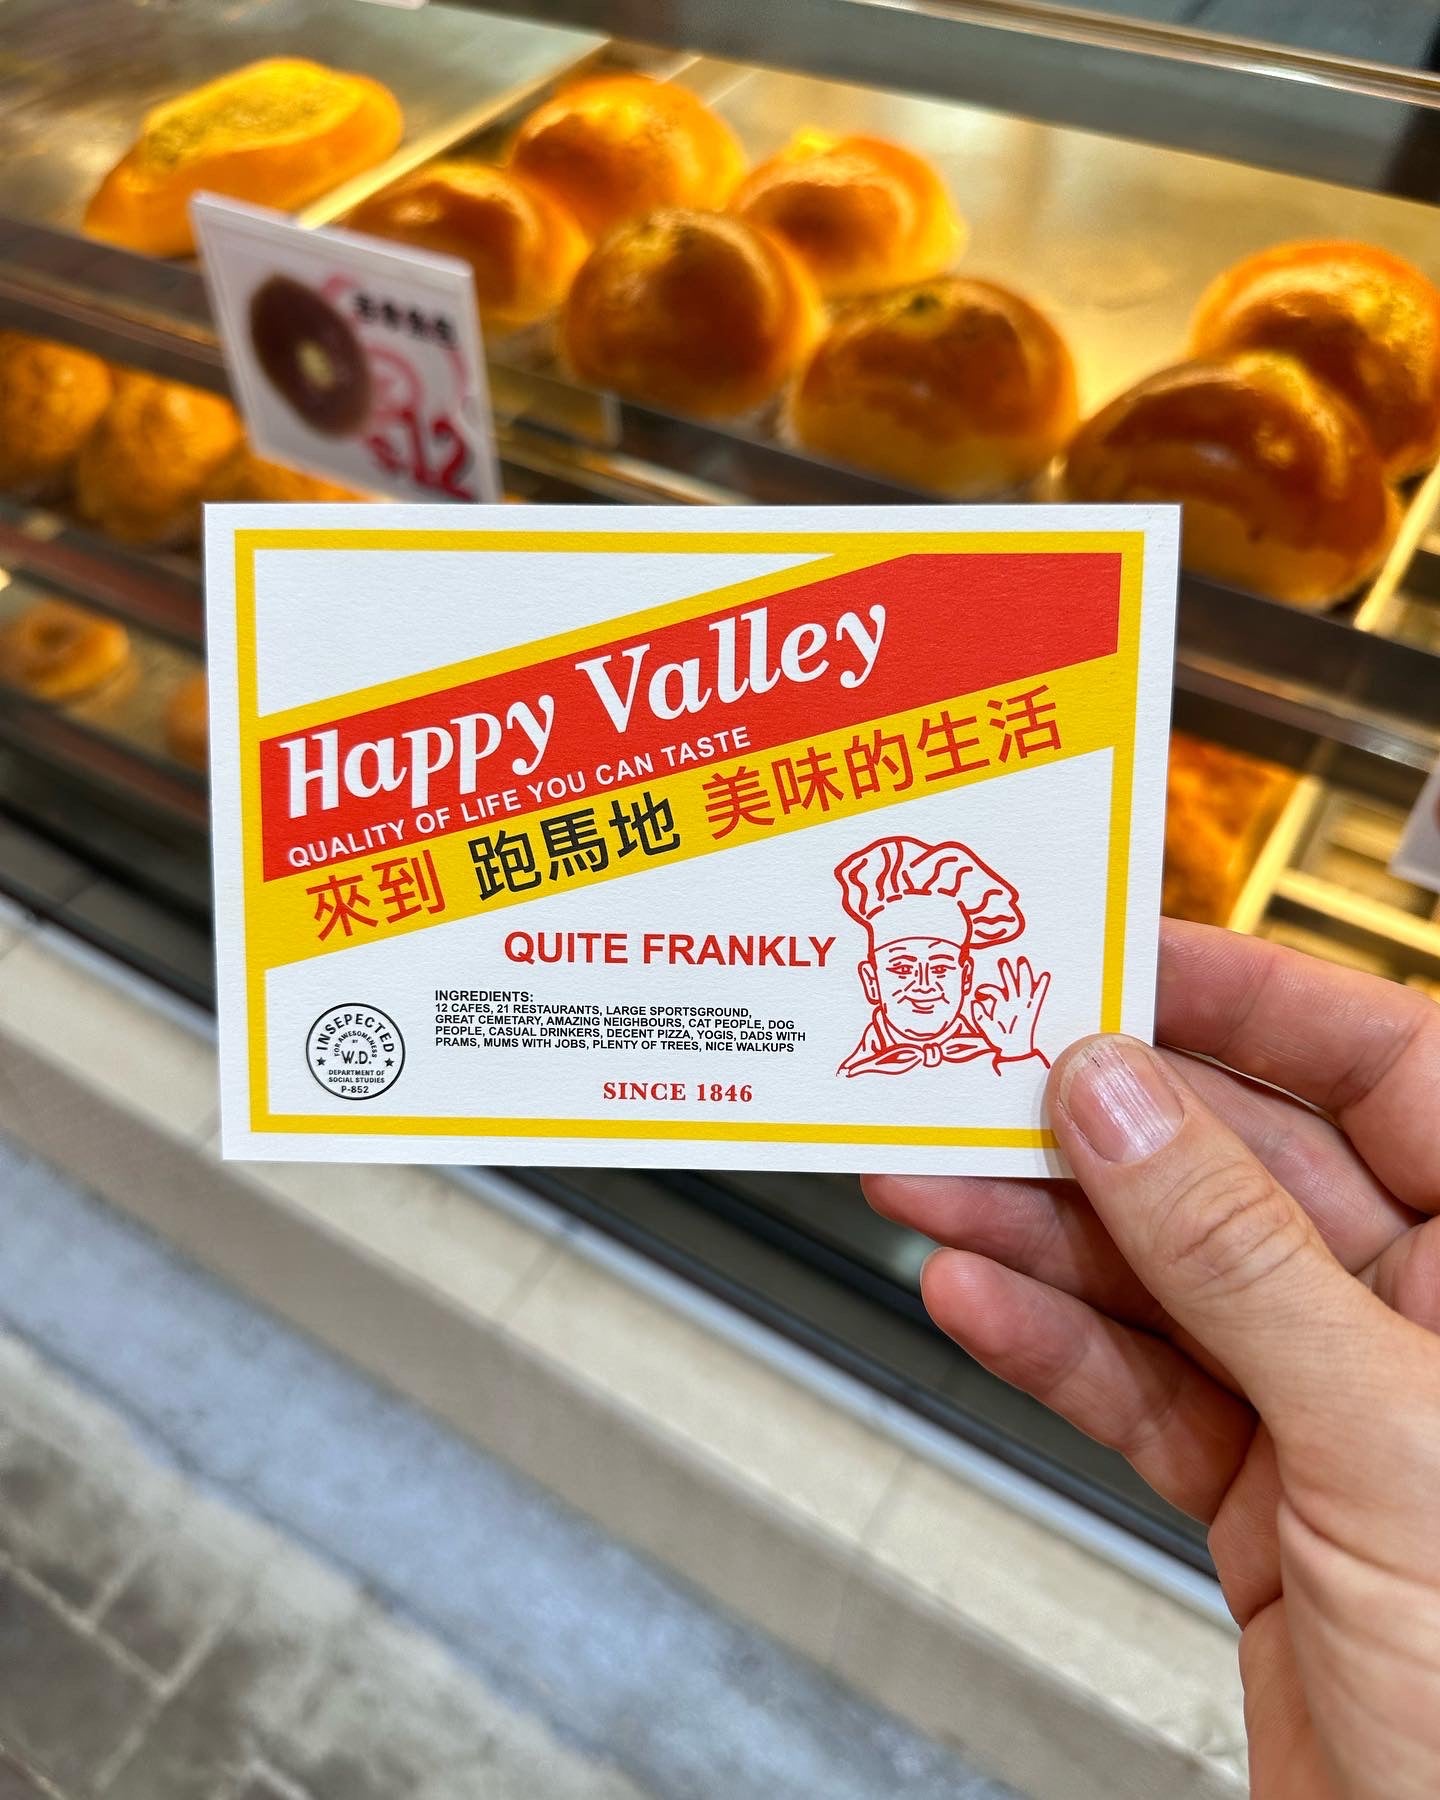 $12
Happy Valley
QUALITY OF LIFE YOU CAN TASTE
來到 跑馬地 美味的生活
QUITE FRANKLY
INGREDIENTS:
12 CAFES, 21 RESTAURANTS, LARGE SPORTSGROUND,
GREAT CEMETARY, AMAZING NEIGHBOURS, CAT PEOPLE, DOG
PEOPLE, CASUAL DRINKERS, DECENT PIZZA, YOGIS, DADS WITH
PRAMS, MUMS WITH JOBS, PLENTY OF TREES, NICE WALKUPS
INSEPECTED
FOR AWESOMENESS
BY
W.D.
DEPARTMENT OF
SOCIAL STUDIES
P-852
SINCE 1846